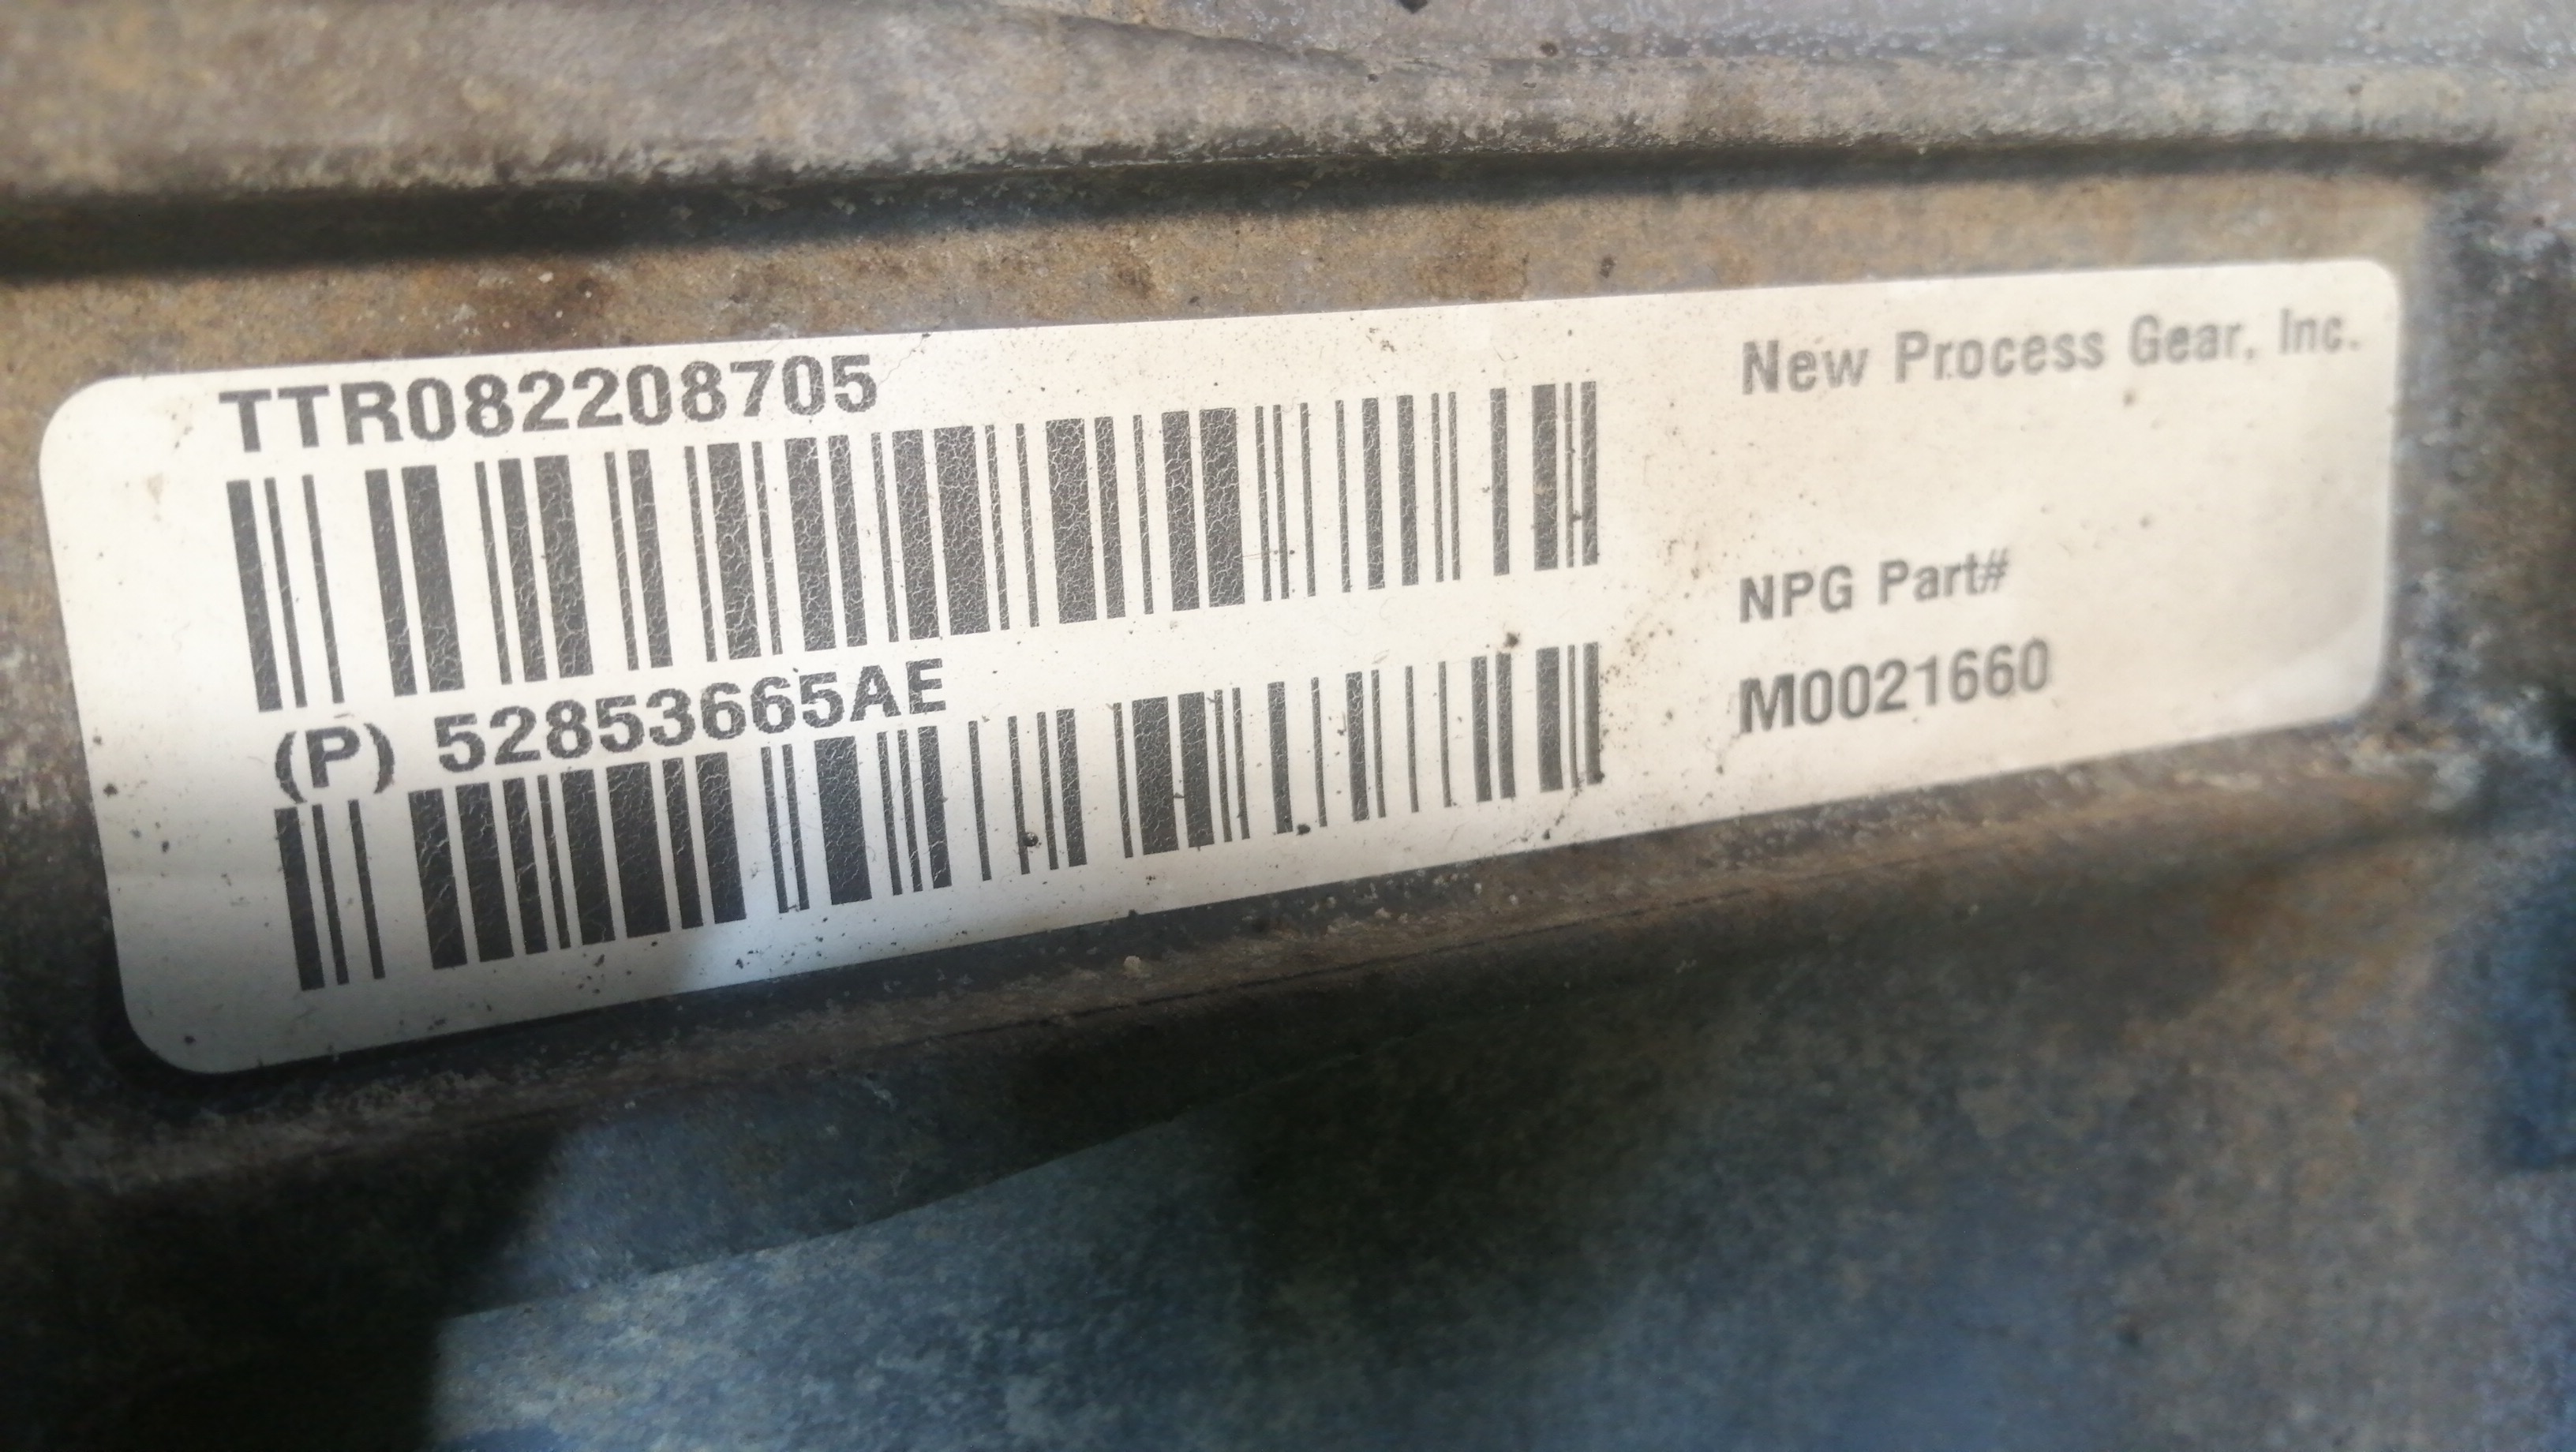 TTR082208705
(P) 52853665AE
New Process Gear, Inc.
NPG Part#
M0021660